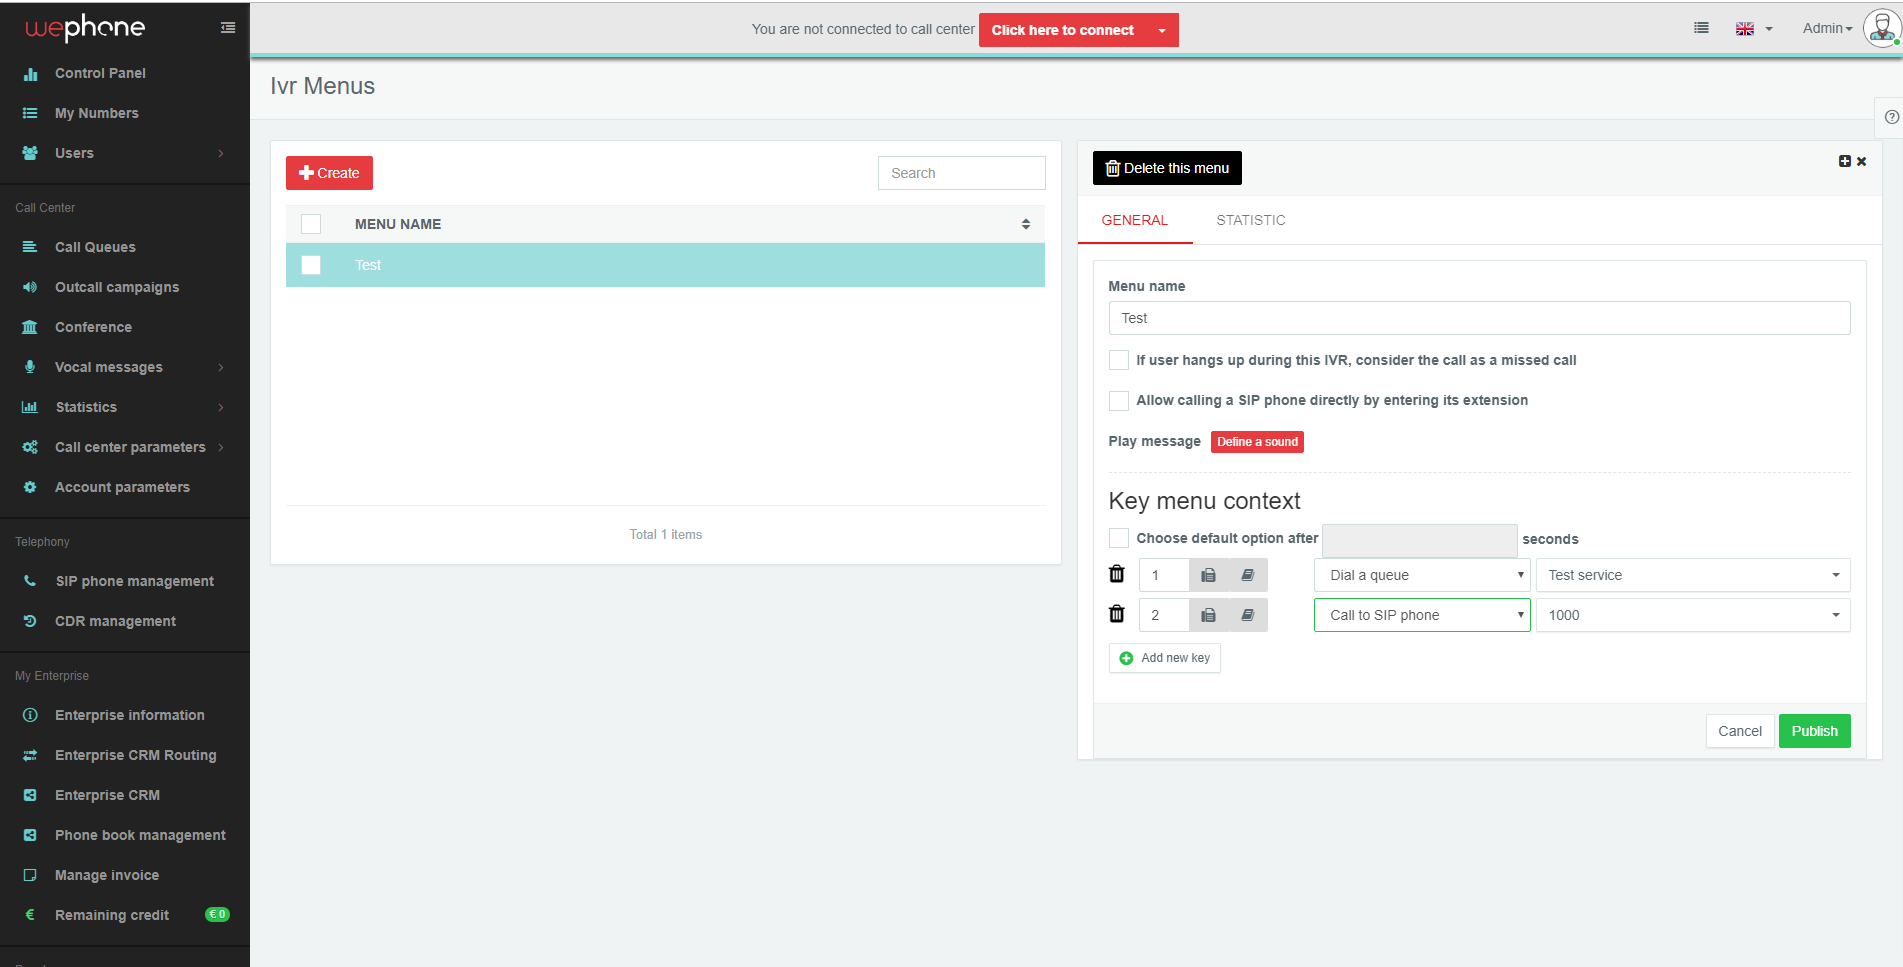 wephone
You are not connected to call center
Click here to connect
Admin
Control Panel
My Numbers
Users
Call Center
Call Queues
Outcall campaigns
Conference
Vocal messages
Statistics
Call center parameters
Account parameters
Telephony
SIP phone management
CDR management
My Enterprise
Enterprise information
Enterprise CRM Routing
Enterprise CRM
Phone book management
Manage invoice
Remaining credit
€ 0
Ivr Menus
Create
Search
MENU NAME
Test
Total 1 items
Delete this menu
GENERAL
STATISTIC
Menu name
Test
If user hangs up during this IVR, consider the call as a missed call
Allow calling a SIP phone directly by entering its extension
Play message
Define a sound
Key menu context
Choose default option after seconds
1 Dial a queue Test service
2 Call to SIP phone 1000
Add new key
Cancel
Publish